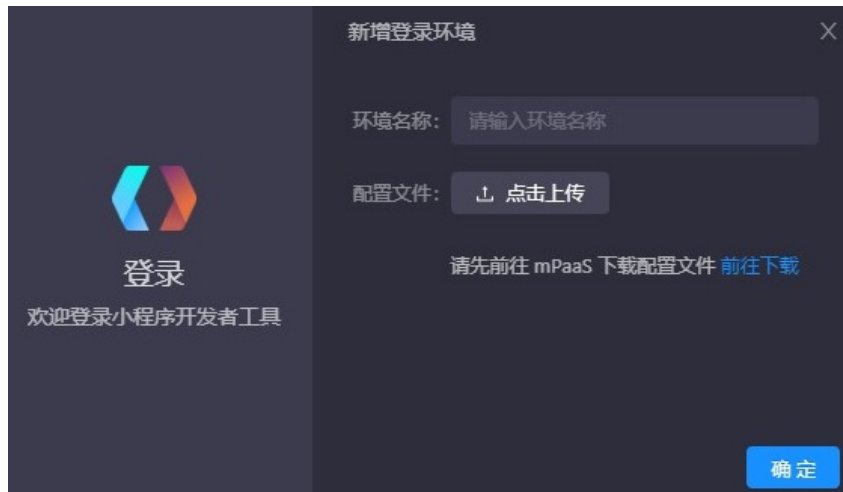 新增登录环境
环境名称：
请输入环境名称
配置文件：
点击上传
请先前往 mPaaS 下载配置文件 前往下载
登录
欢迎登录小程序开发者工具
确定